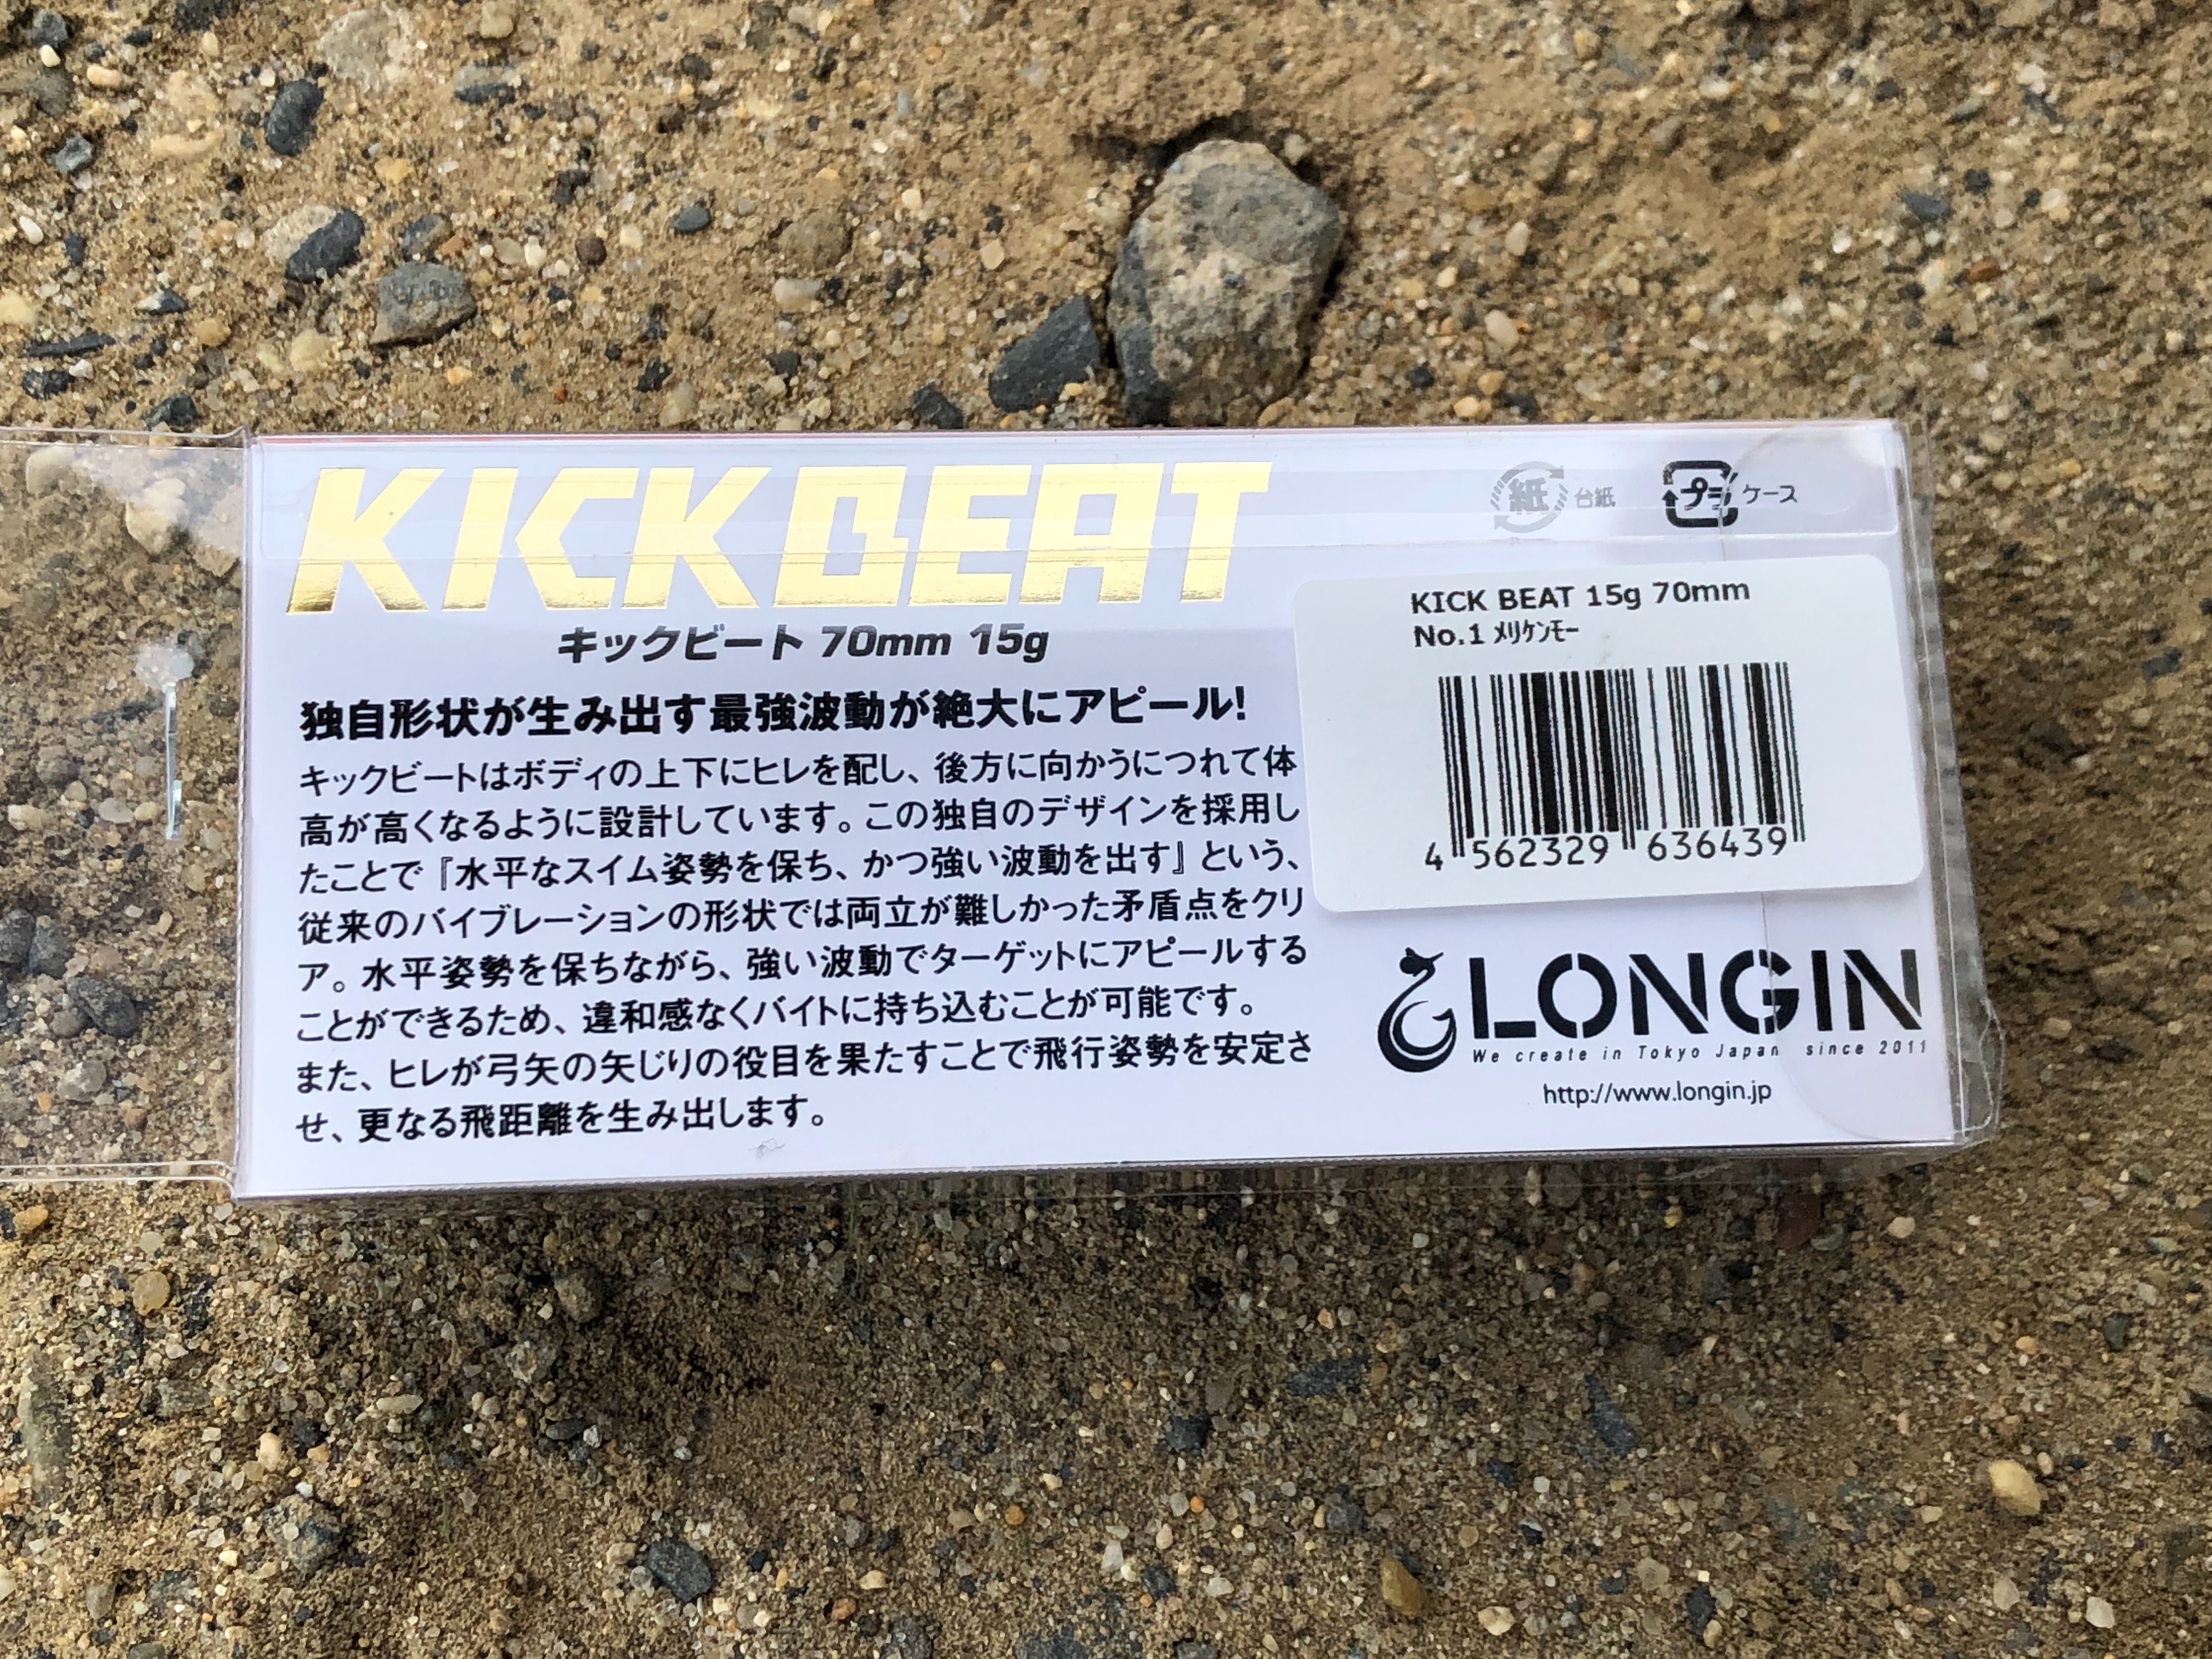 KICKBEAT
紙 台紙 プラ ケース
キックビート 70mm 15g
独自形状が生み出す最強波動が絶大にアピール!
キックビートはボディの上下にヒレを配し、後方に向かうにつれて体
高が高くなるように設計しています。この独自のデザインを採用し
たことで『水平なスイム姿勢を保ち、かつ強い波動を出す』という、
従来のバイブレーションの形状では両立が難しかった矛盾点をクリ
ア。水平姿勢を保ちながら、強い波動でターゲットにアピールする
ことができるため、違和感なくバイトに持ち込むことが可能です。
また、ヒレが弓矢の矢じりの役目を果たすことで飛行姿勢を安定さ
せ、更なる飛距離を生み出します。
KICK BEAT 15g 70mm
No.1 ﾒﾘｹﾝﾓｰ
4 562329 636439
LONGIN
We create in Tokyo Japan since 2011
http://www.longin.jp